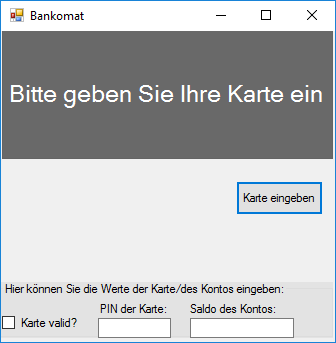 Bankomat
Bitte geben Sie Ihre Karte ein
Karte eingeben
Hier können Sie die Werte der Karte/des Kontos eingeben:
PIN der Karte: Saldo des Kontos:
Karte valid?